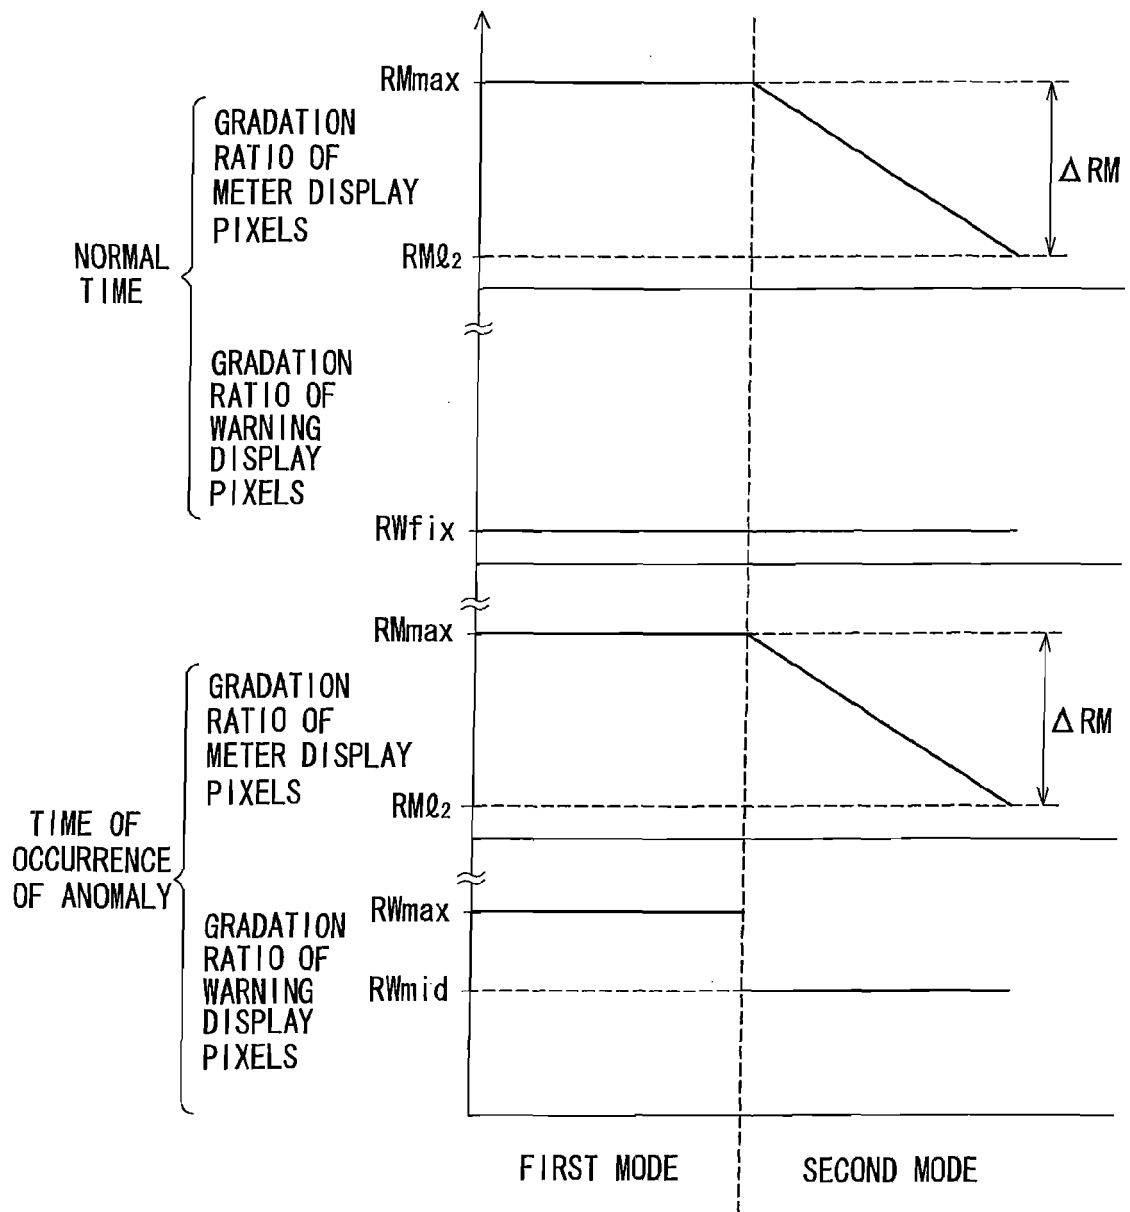 RMmax
GRADATION
RATIO OF
METER DISPLAY
PIXELS
ΔRM
NORMAL
TIME
RMℓ2
GRADATION
RATIO OF
WARNING
DISPLAY
PIXELS
RWfix
RMmax
GRADATION
RATIO OF
METER DISPLAY
PIXELS
ΔRM
RMℓ2
TIME OF
OCCURRENCE
OF ANOMALY
RWmax
GRADATION
RATIO OF
WARNING
DISPLAY
PIXELS
RWmid
FIRST MODE
SECOND MODE